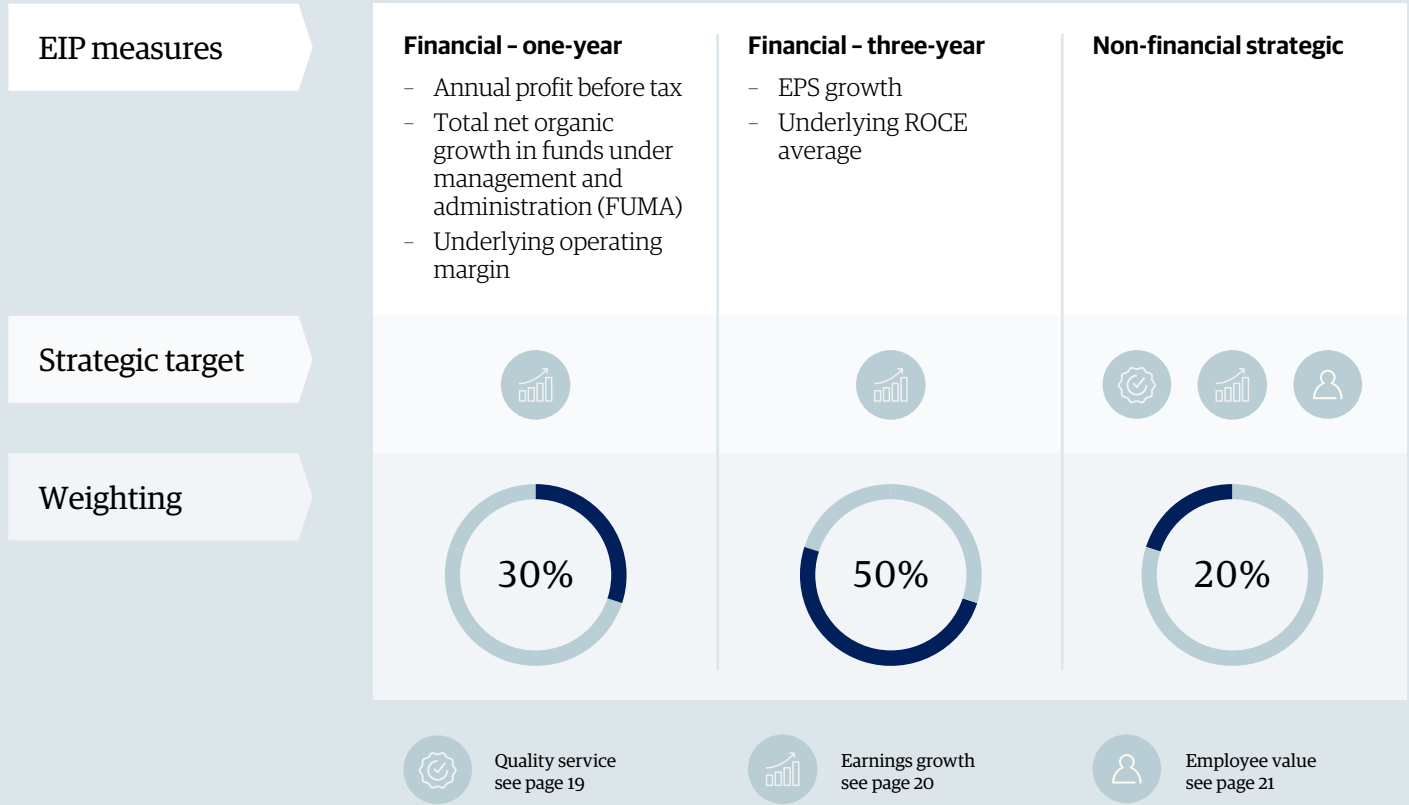 EIP measures
Financial – one-year
– Annual profit before tax
– Total net organic
growth in funds under
management and
administration (FUMA)
– Underlying operating
margin
Financial – three-year
– EPS growth
– Underlying ROCE
average
Non-financial strategic
Strategic target
Weighting
30%
50%
20%
Quality service
see page 19
Earnings growth
see page 20
Employee value
see page 21